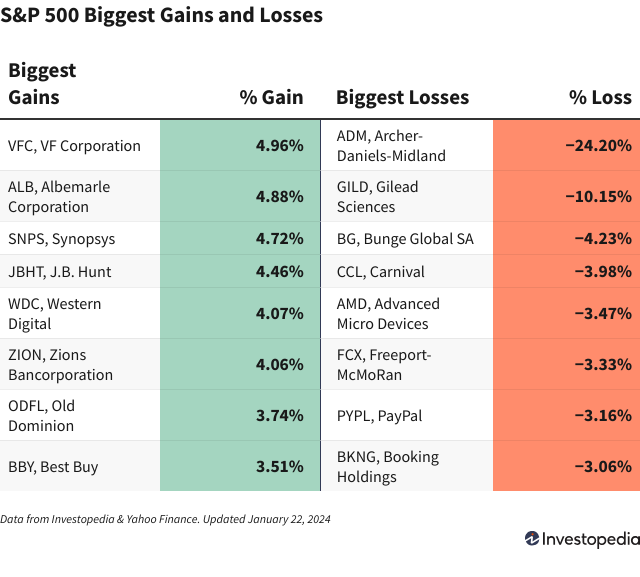 S&P 500 Biggest Gains and Losses
Biggest
Gains
% Gain
Biggest Losses
% Loss
VFC, VF Corporation
4.96%
ADM, Archer-
Daniels-Midland
−24.20%
ALB, Albemarle
Corporation
4.88%
GILD, Gilead
Sciences
−10.15%
SNPS, Synopsys
4.72%
BG, Bunge Global SA
−4.23%
JBHT, J.B. Hunt
4.46%
CCL, Carnival
−3.98%
WDC, Western
Digital
4.07%
AMD, Advanced
Micro Devices
−3.47%
ZION, Zions
Bancorporation
4.06%
FCX, Freeport-
McMoRan
−3.33%
ODFL, Old
Dominion
3.74%
PYPL, PayPal
−3.16%
BBY, Best Buy
3.51%
BKNG, Booking
Holdings
−3.06%
Data from Investopedia & Yahoo Finance. Updated January 22, 2024
Investopedia